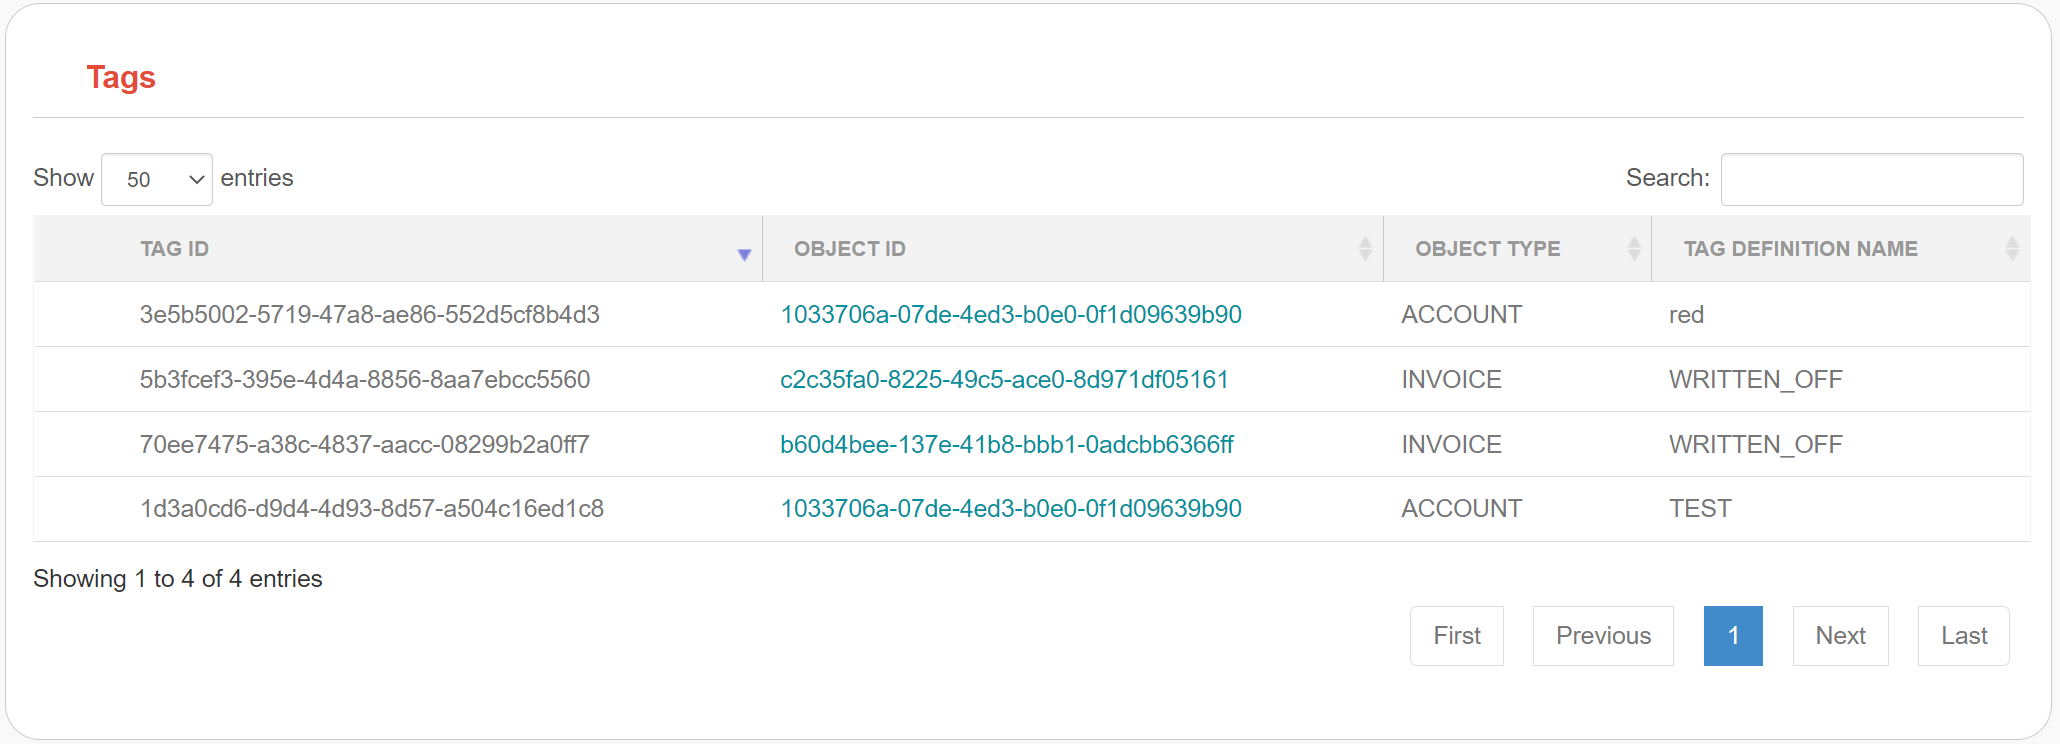 Tags
Show 50 entries Search:
TAG ID OBJECT ID OBJECT TYPE TAG DEFINITION NAME
3e5b5002-5719-47a8-ae86-552d5cf8b4d3 1033706a-07de-4ed3-b0e0-0f1d09639b90 ACCOUNT red
5b3fcef3-395e-4d4a-8856-8aa7ebcc5560 c2c35fa0-8225-49c5-ace0-8d971df05161 INVOICE WRITTEN_OFF
70ee7475-a38c-4837-aacc-08299b2a0ff7 b60d4bee-137e-41b8-bbb1-0adcbb6366ff INVOICE WRITTEN_OFF
1d3a0cd6-d9d4-4d93-8d57-a504c16ed1c8 1033706a-07de-4ed3-b0e0-0f1d09639b90 ACCOUNT TEST
Showing 1 to 4 of 4 entries
First Previous 1 Next Last